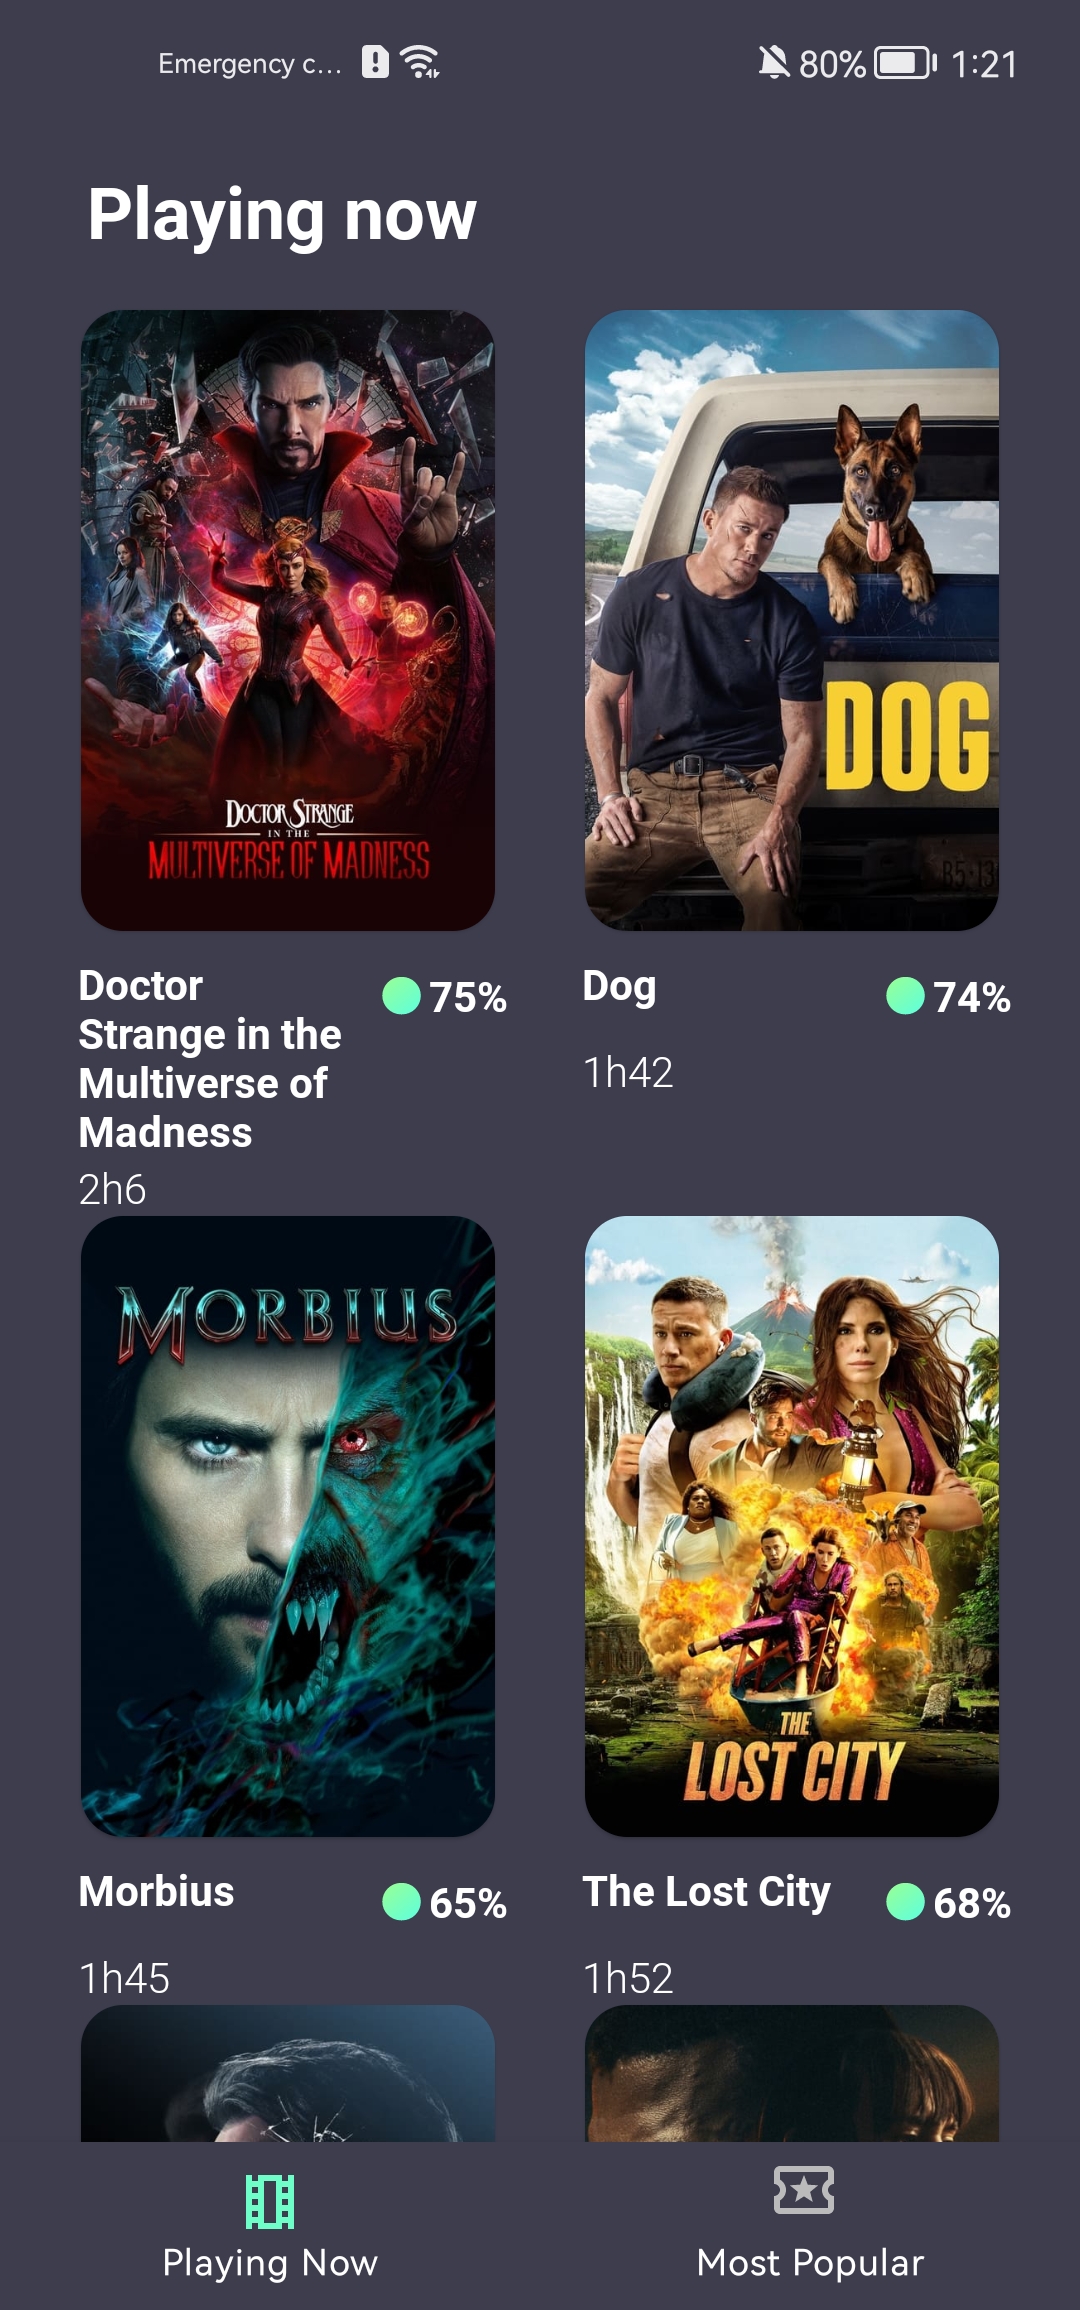 Emergency c...
80%
1:21
Playing now
DOCTOR STRANGE
IN THE
MULTIVERSE OF MADNESS
DOG
Doctor
Strange in the
Multiverse of
Madness
75%
2h6
Dog
74%
1h42
MORBIUS
THE
LOST CITY
Morbius
65%
1h45
The Lost City
68%
1h52
Playing Now
Most Popular